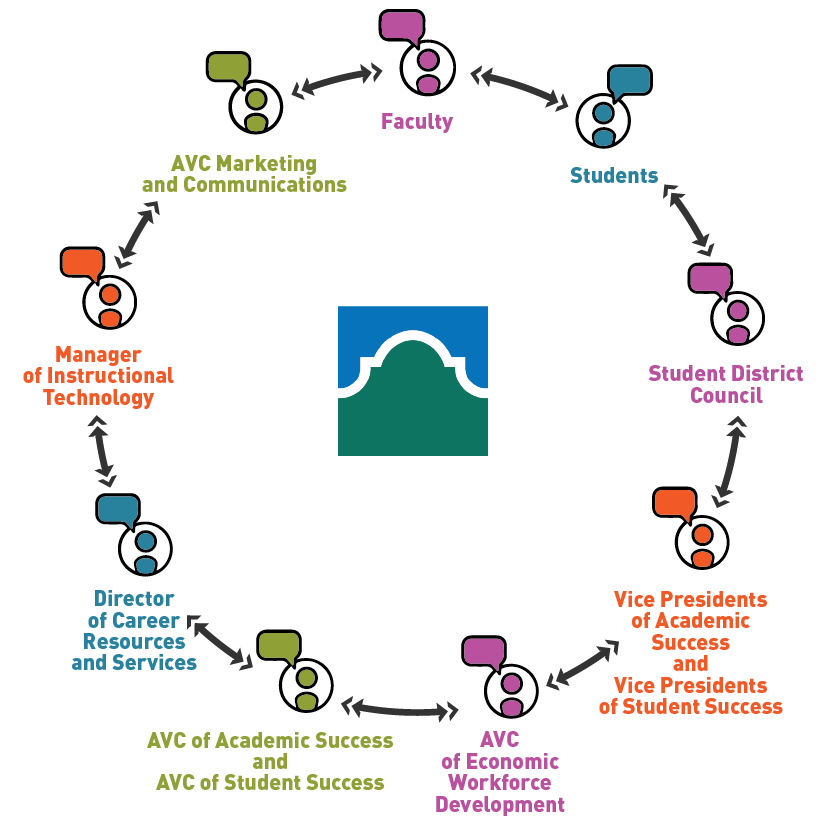 Faculty
Students
Student District
Council
Vice Presidents
of Academic
Success
and
Vice Presidents
of Student Success
AVC
of Economic
Workforce
Development
AVC of Academic Success
and
AVC of Student Success
Director
of Career
Resources
and Services
Manager
of Instructional
Technology
AVC Marketing
and Communications